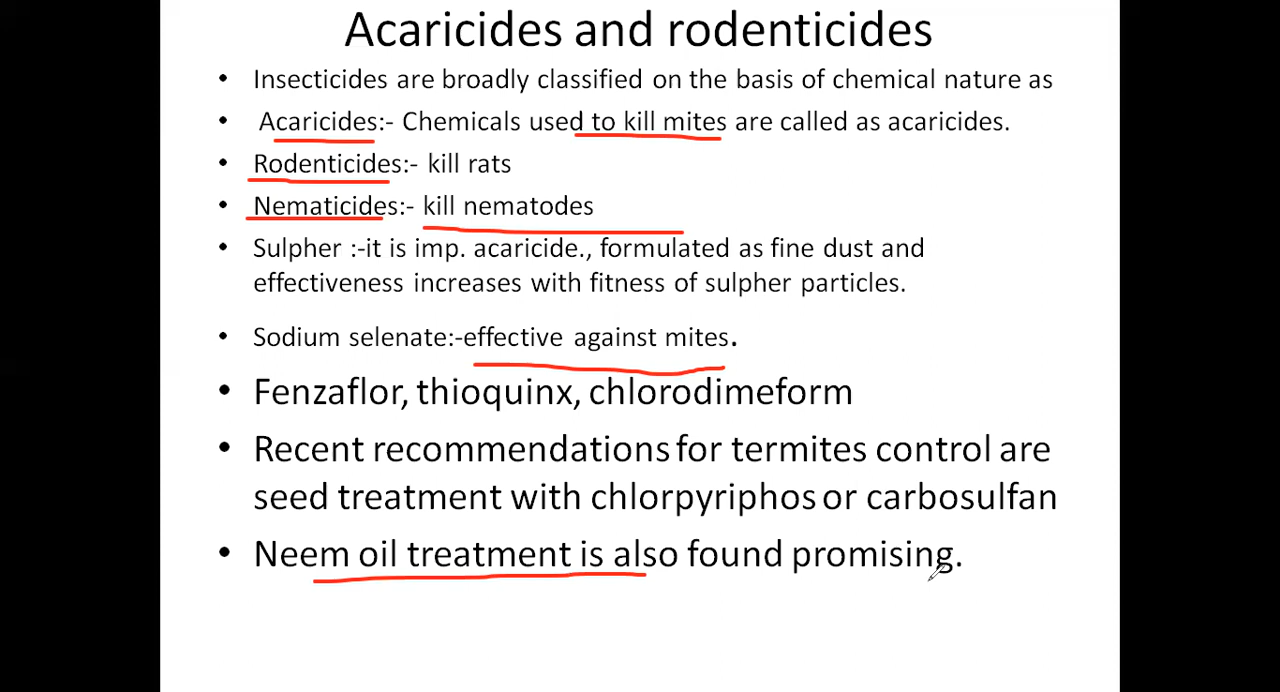 Acaricides and rodenticides
• Insecticides are broadly classified on the basis of chemical nature as
• Acaricides:- Chemicals used to kill mites are called as acaricides.
• Rodenticides:- kill rats
• Nematicides:- kill nematodes
• Sulpher :-it is imp. acaricide., formulated as fine dust and
effectiveness increases with fitness of sulpher particles.
• Sodium selenate:-effective against mites.
• Fenzaflor, thioquinx, chlorodimeform
• Recent recommendations for termites control are
seed treatment with chlorpyriphos or carbosulfan
• Neem oil treatment is also found promising.